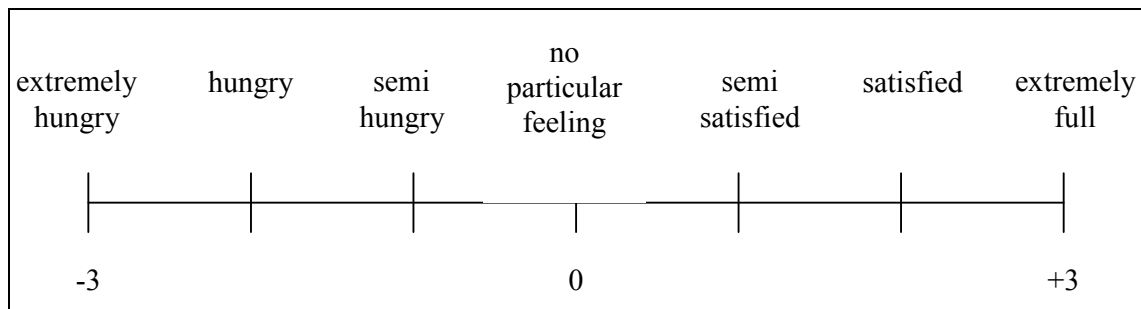 extremely
hungry
hungry
semi
hungry
no
particular
feeling
semi
satisfied
satisfied
extremely
full
-3
0
+3